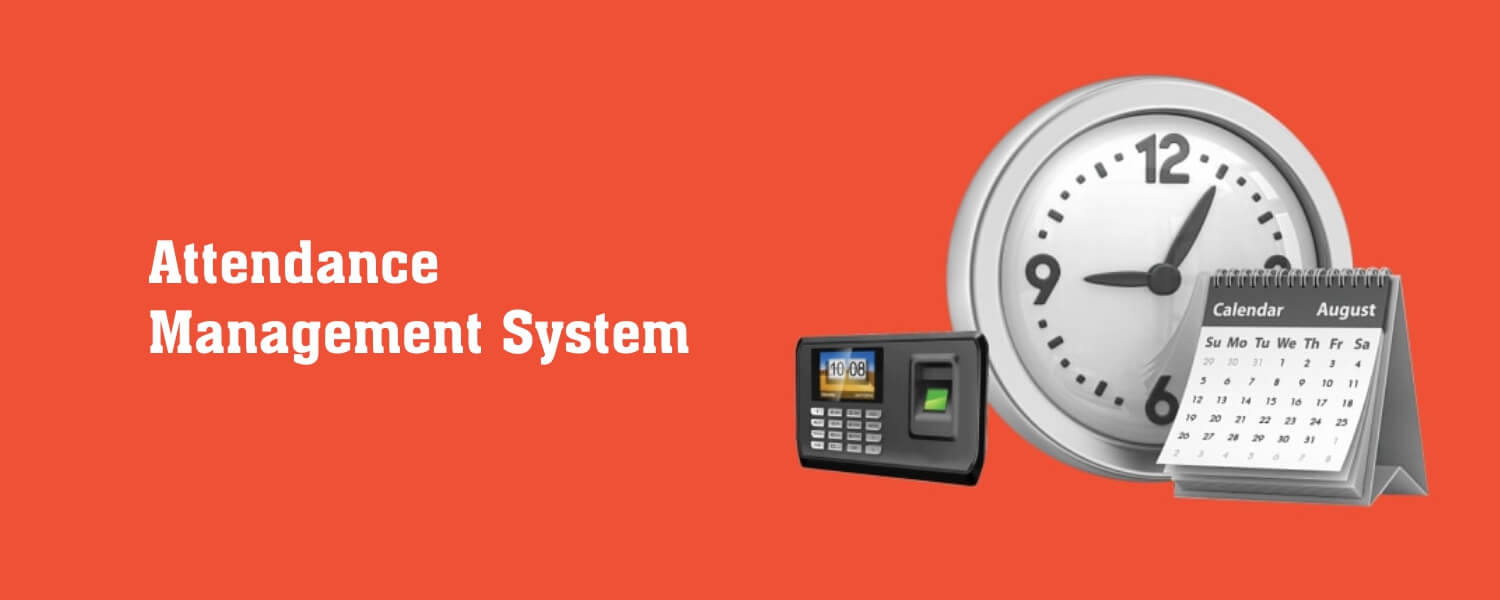 Attendance
Management System
12
9
6
10 08
Calendar August
Su Mo Tu We Th Fr Sa
29 30 31 1 2 3 4
5 6 7 8 9 10 11
12 13 14 15 16 17 18
19 20 21 22 23 24 25
26 27 28 29 30 31 1
2 3 4 5 6 7 8